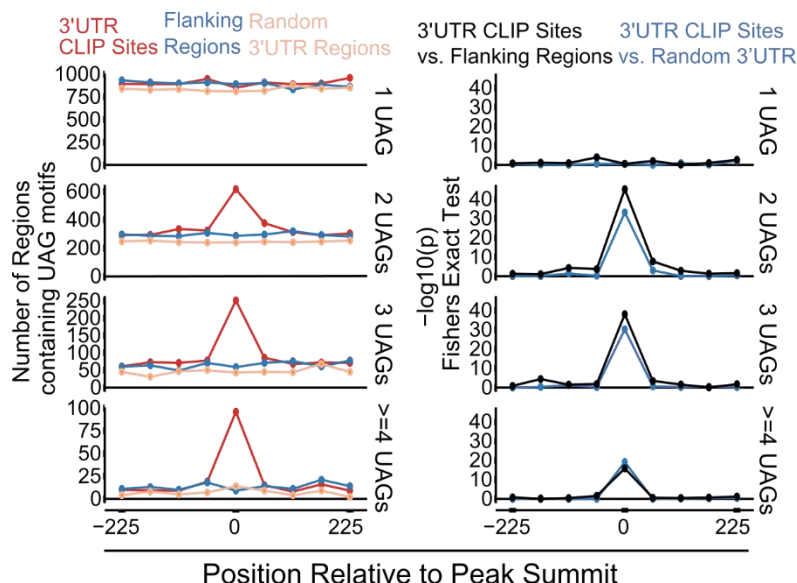 3'UTR
CLIP Sites
Flanking
Regions
Random
3'UTR Regions
3'UTR CLIP Sites
vs. Flanking Regions
3'UTR CLIP Sites
vs. Random 3'UTR
Number of Regions
containing UAG motifs
1000
750
500
250
0
1 UAG
600
400
200
0
2 UAGs
250
200
150
100
50
0
3 UAGs
100
75
50
25
0
>=4 UAGs
−225
0
225
−log10(p)
Fishers Exact Test
40
30
20
10
0
1 UAG
40
30
20
10
0
2 UAGs
40
30
20
10
0
3 UAGs
40
30
20
10
0
>=4 UAGs
−225
0
225
Position Relative to Peak Summit